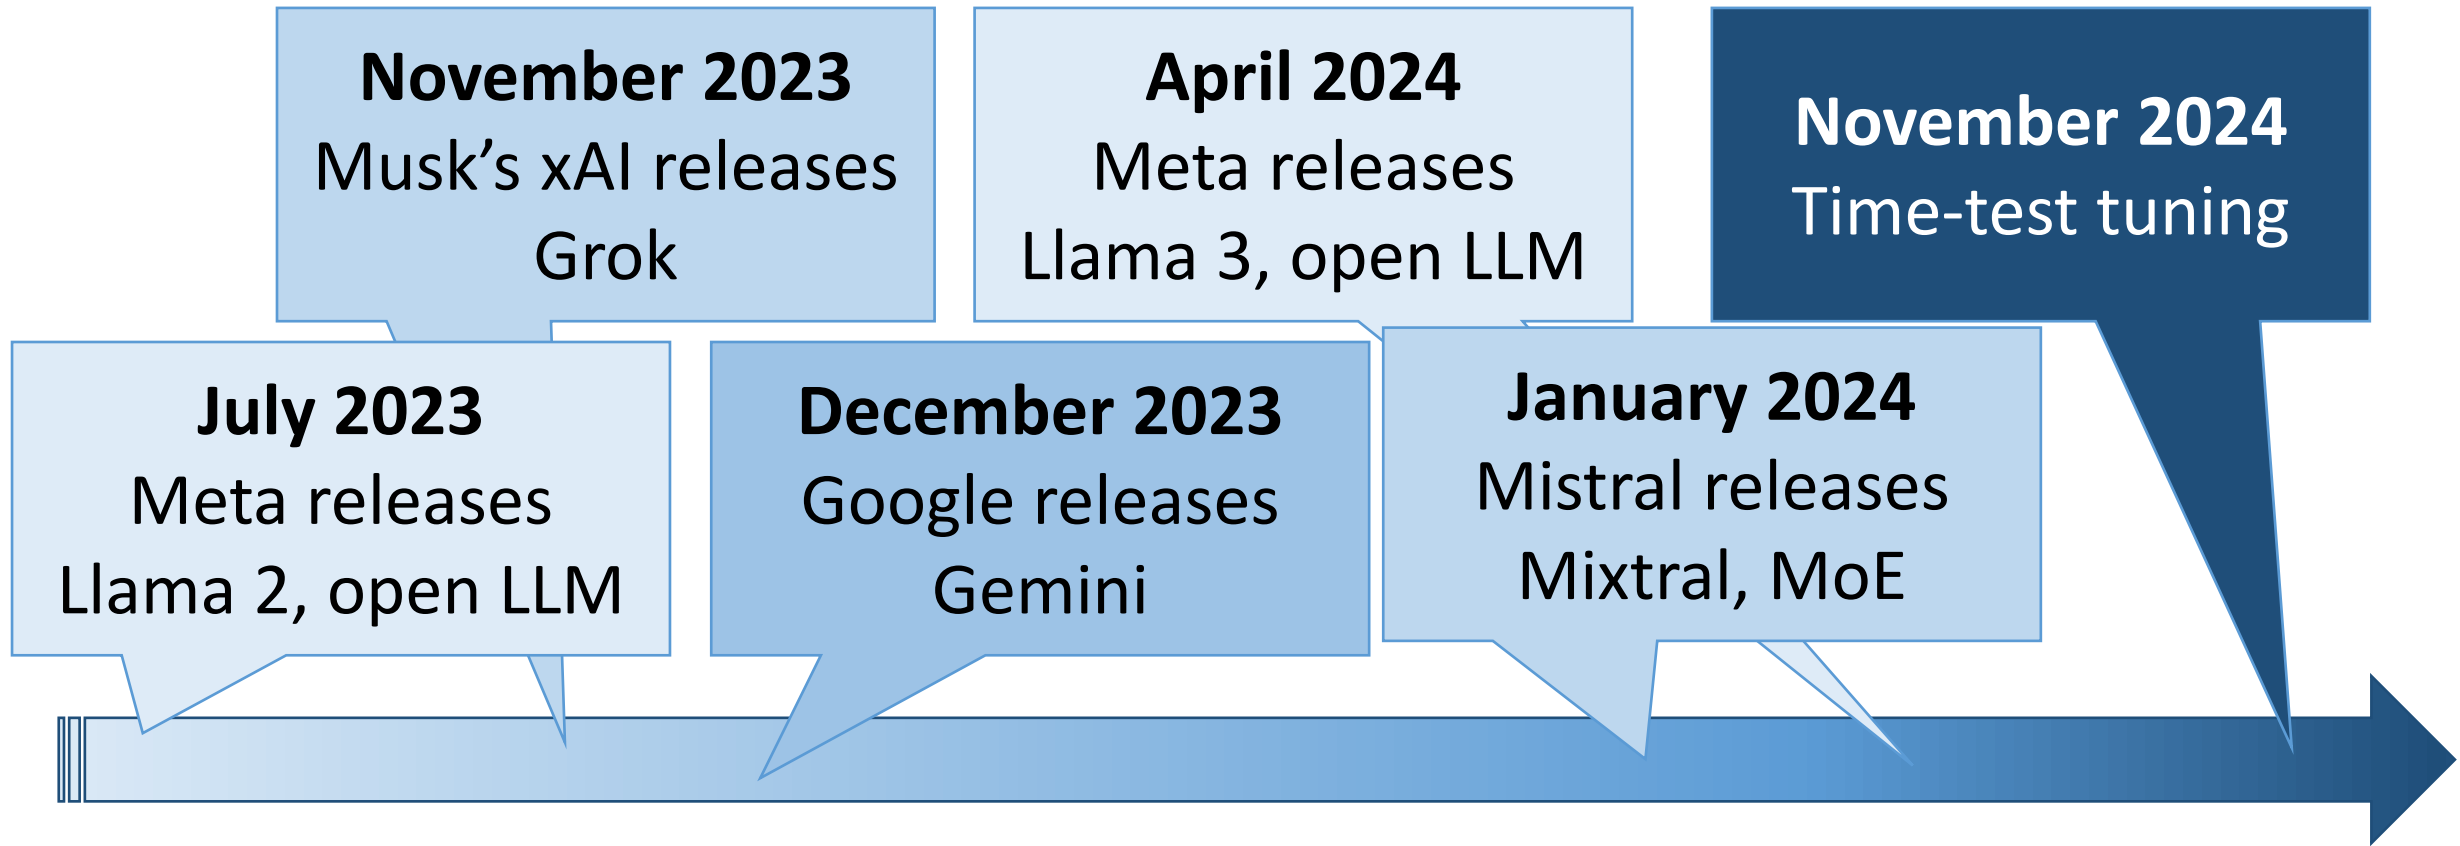 November 2023
Musk’s xAI releases
Grok
April 2024
Meta releases
Llama 3, open LLM
November 2024
Time-test tuning
July 2023
Meta releases
Llama 2, open LLM
December 2023
Google releases
Gemini
January 2024
Mistral releases
Mixtral, MoE